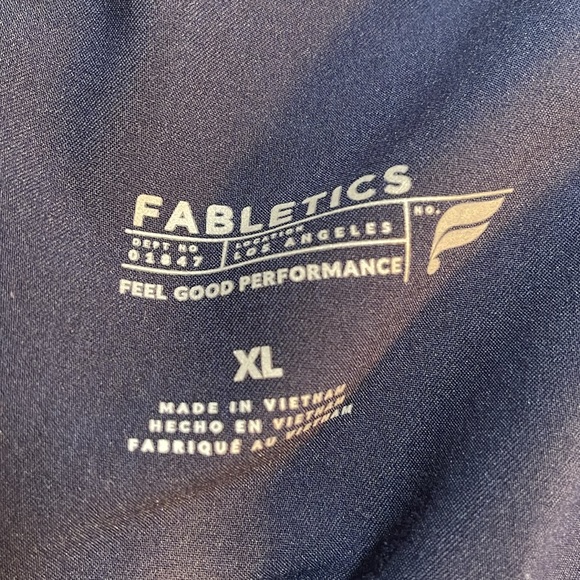 FABLETICS
DEPT NO LOCATION NO.
01847 LOS ANGELES
FEEL GOOD PERFORMANCE
XL
MADE IN VIETNAM
HECHO EN VIETNAM
FABRIQUÉ AU VIETNAM